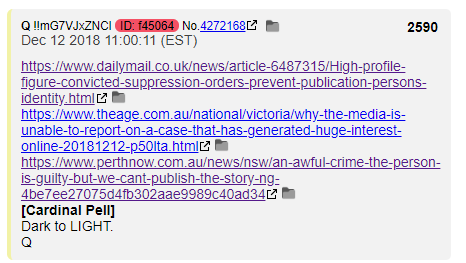 Q !!mG7VJxZNCI ID: f45064 No.4272168 2590
Dec 12 2018 11:00:11 (EST)
https://www.dailymail.co.uk/news/article-6487315/High-profile-
figure-convicted-suppression-orders-prevent-publication-persons-
identity.html
https://www.theage.com.au/national/victoria/why-the-media-is-
unable-to-report-on-a-case-that-has-generated-huge-interest-
online-20181212-p50lta.html
https://www.perthnow.com.au/news/nsw/an-awful-crime-the-person-
is-guilty-but-we-cant-publish-the-story-ng-
4be7ee27075d4fb302aae9989c40ad34
[Cardinal Pell]
Dark to LIGHT.
Q